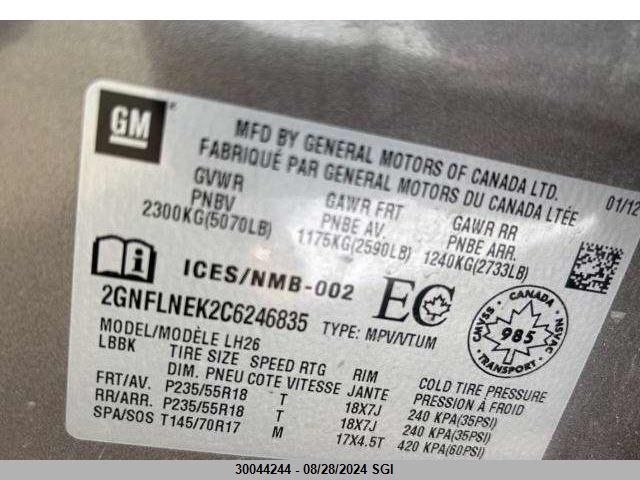 GM
MFD BY GENERAL MOTORS OF CANADA LTD.
FABRIQUÉ PAR GENERAL MOTORS DU CANADA LTÉE
01/12
GVWR GAWR FRT GAWR RR
PNBV PNBE AV. PNBE ARR.
2300KG(5070LB) 1175KG(2590LB) 1240KG(2733LB)
ICES/NMB-002
EC
CMVSS 985 NSVAC
2GNFLNEK2C6246835 TYPE: MPV/VTUM
MODEL/MODÈLE LH26
LBBK TIRE SIZE SPEED RTG RIM COLD TIRE PRESSURE
DIM. PNEU COTE VITESSE JANTE PRESSION À FROID
FRT/AV. P235/55R18 T 18X7J 240 KPA(35PSI)
RR/ARR. P235/55R18 T 18X7J 240 KPA(35PSI)
SPA/SOS T145/70R17 M 17X4.5T 420 KPA(60PSI)
30044244 - 08/28/2024 SGI